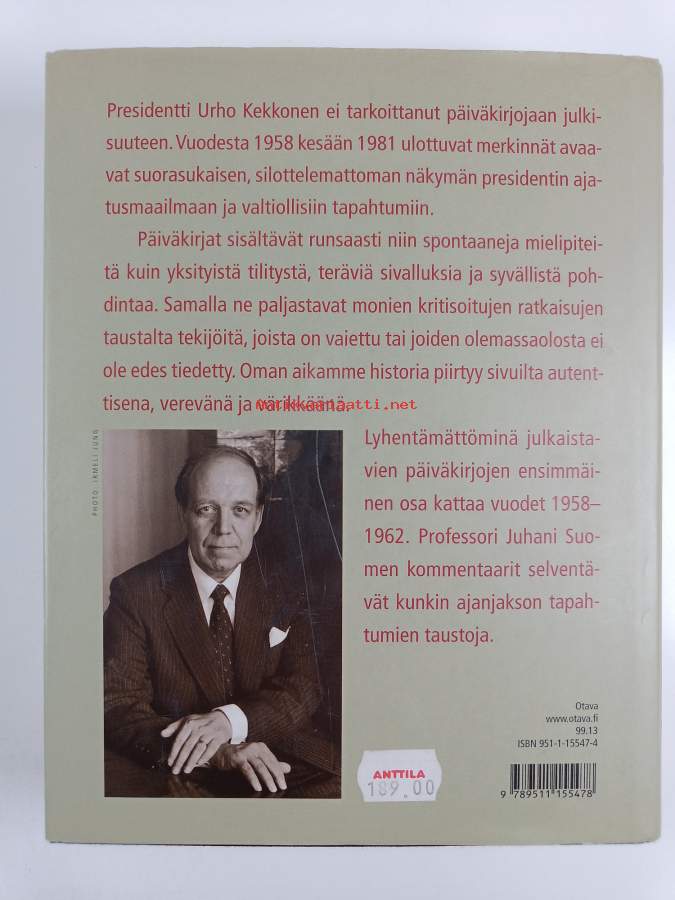 Presidentti Urho Kekkonen ei tarkoittanut päiväkirjojaan julki-
suuteen. Vuodesta 1958 kesään 1981 ulottuvat merkinnät avaa-
vat suorasukaisen, silottelemattoman näkymän presidentin aja-
tusmaailmaan ja valtiollisiin tapahtumiin.
Päiväkirjat sisältävät runsaasti niin spontaaneja mielipitei-
tä kuin yksityistä tilitystä, teräviä sivalluksia ja syvällistä poh-
dintaa. Samalla ne paljastavat monien kritisoitujen ratkaisujen
taustalta tekijöitä, joista on vaiettu tai joiden olemassaolosta ei
ole edes tiedetty. Oman aikamme historia piirtyy sivuilta autent-
tisena, verevänä ja värikkäänä.
Lyhentämättöminä julkaista-
vien päiväkirjojen ensimmäi-
nen osa kattaa vuodet 1958–
1962. Professori Juhani Suo-
men kommentaarit selventä-
vät kunkin ajanjakson tapah-
tumien taustoja.
PHOTO: IRMELI JUNG
Otava
www.otava.fi
99.13
ISBN 951-1-15547-4
ANTTILA
189.00
9 789511 155478